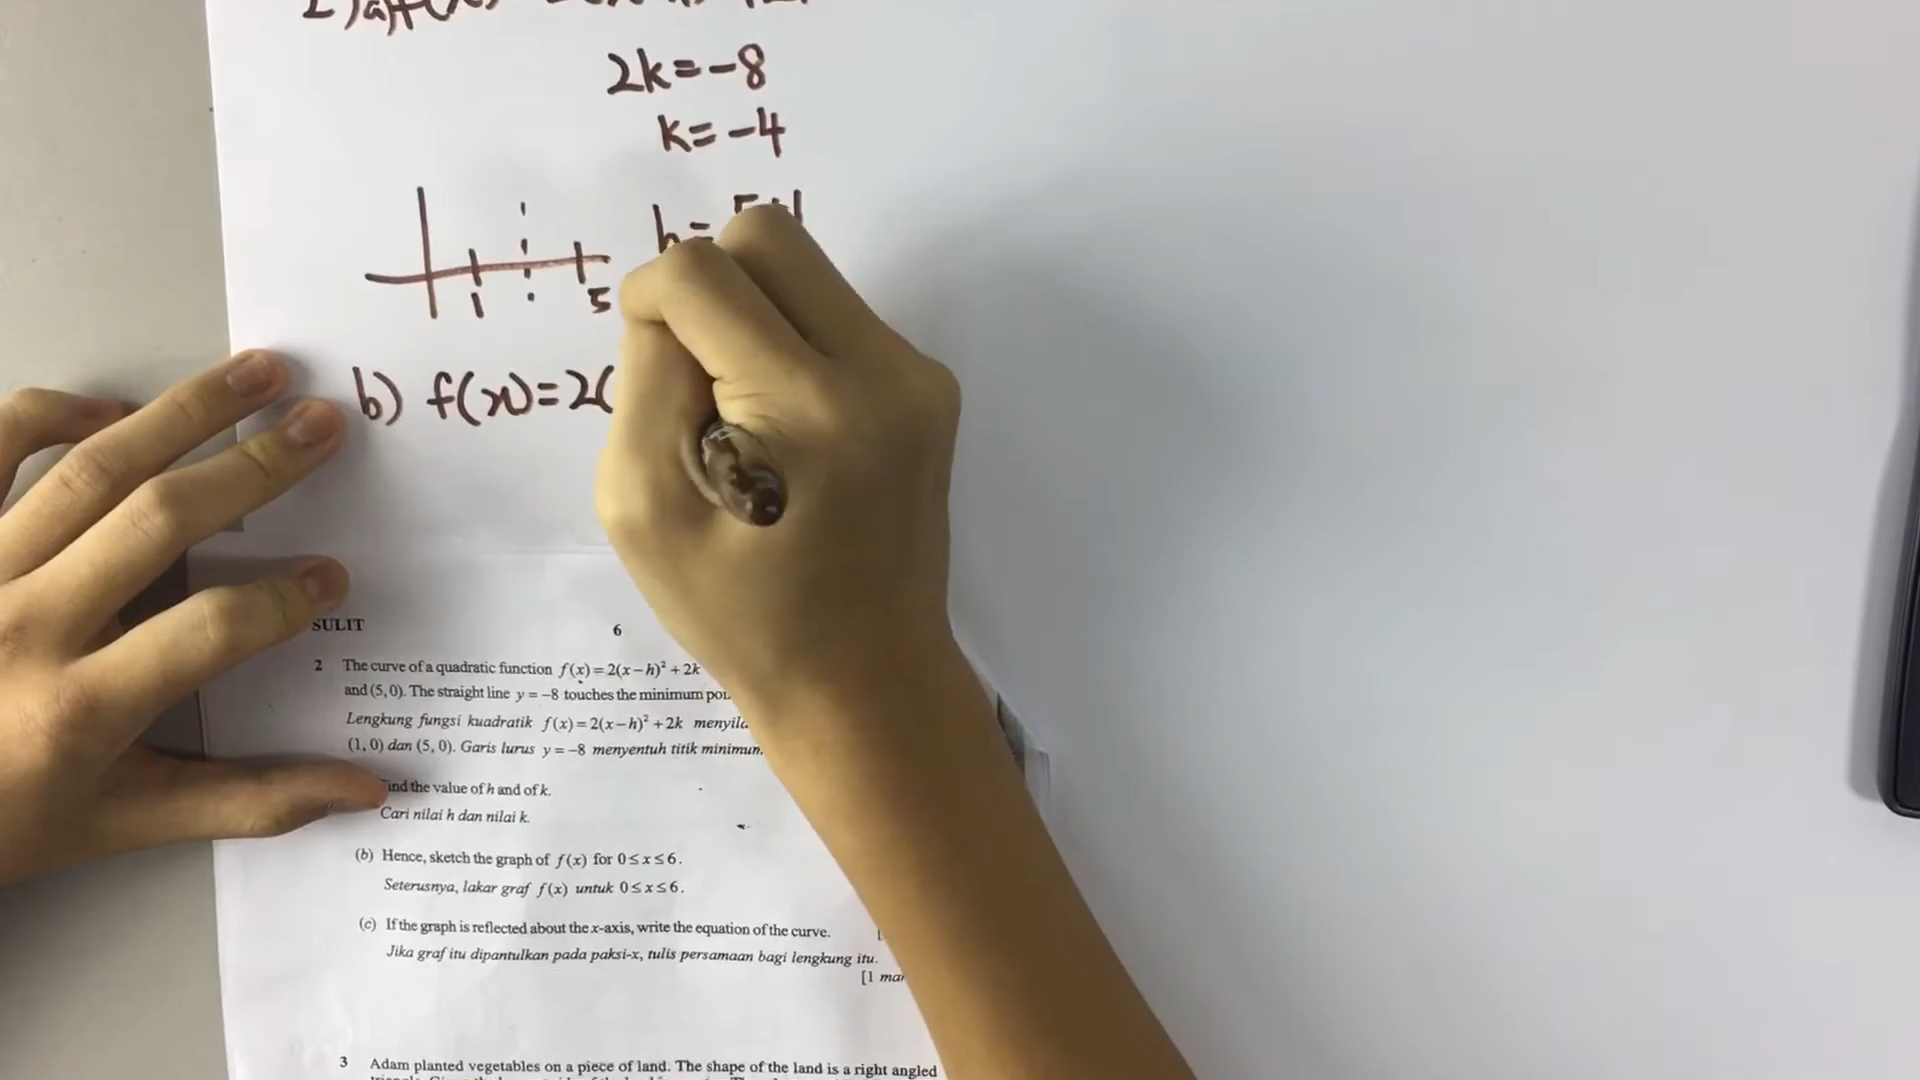 2) a) f(x)
2k=-8
k=-4
h=
1 5
b) f(x)=2(
SULIT 6
2 The curve of a quadratic function f(x)=2(x−h)²+2k
and (5, 0). The straight line y = −8 touches the minimum
Lengkung fungsi kuadratik f(x)=2(x−h)²+2k
(1, 0) dan (5, 0). Garis lurus y = −8 menyentuh titik minimum
find the value of h and of k.
Cari nilai h dan nilai k.
(b) Hence, sketch the graph of f(x) for 0≤x≤6.
Seterusnya, lakar graf f(x) untuk 0≤x≤6.
(c) If the graph is reflected about the x-axis, write the equation of the curve. [
Jika graf itu dipantulkan pada paksi-x, tulis persamaan bagi lengkung itu.
[1
3 Adam planted vegetables on a piece of land. The shape of the land is a right angled